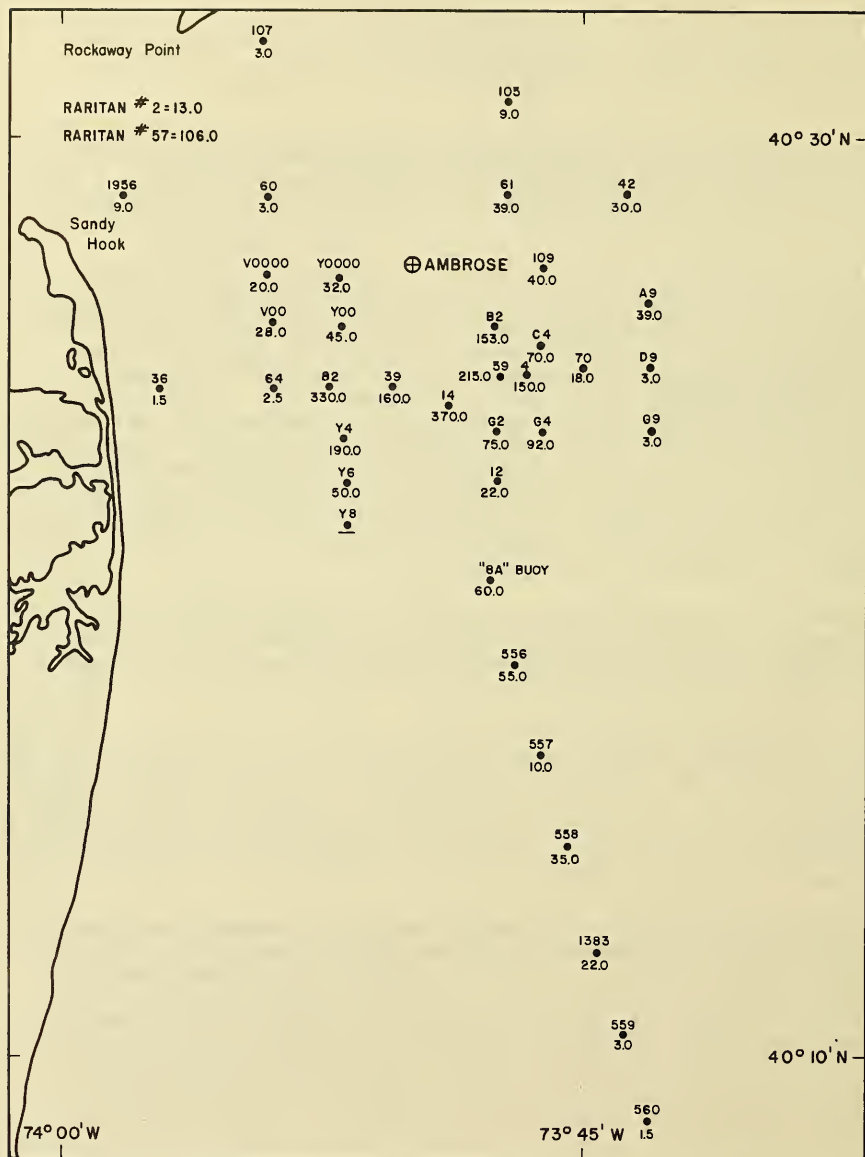 107
Rockaway Point
3.0
105
RARITAN # 2=13.0
9.0
RARITAN # 57=106.0
40° 30' N
1956
60
61
42
9.0
3.0
39.0
30.0
Sandy
Hook
V0000
Y0000
AMBROSE
109
20.0
32.0
40.0
A9
39.0
V00
Y00
B2
28.0
45.0
153.0
C4
70.0
59
4
70
D9
215.0
150.0
18.0
3.0
36
64
82
39
1.5
2.5
330.0
160.0
14
370.0
Y4
G2
G4
G9
190.0
75.0
92.0
3.0
Y6
12
50.0
22.0
Y8
"8A" BUOY
60.0
556
55.0
557
10.0
558
35.0
1383
22.0
559
3.0
40° 10' N
560
74° 00' W
73° 45' W
1.5